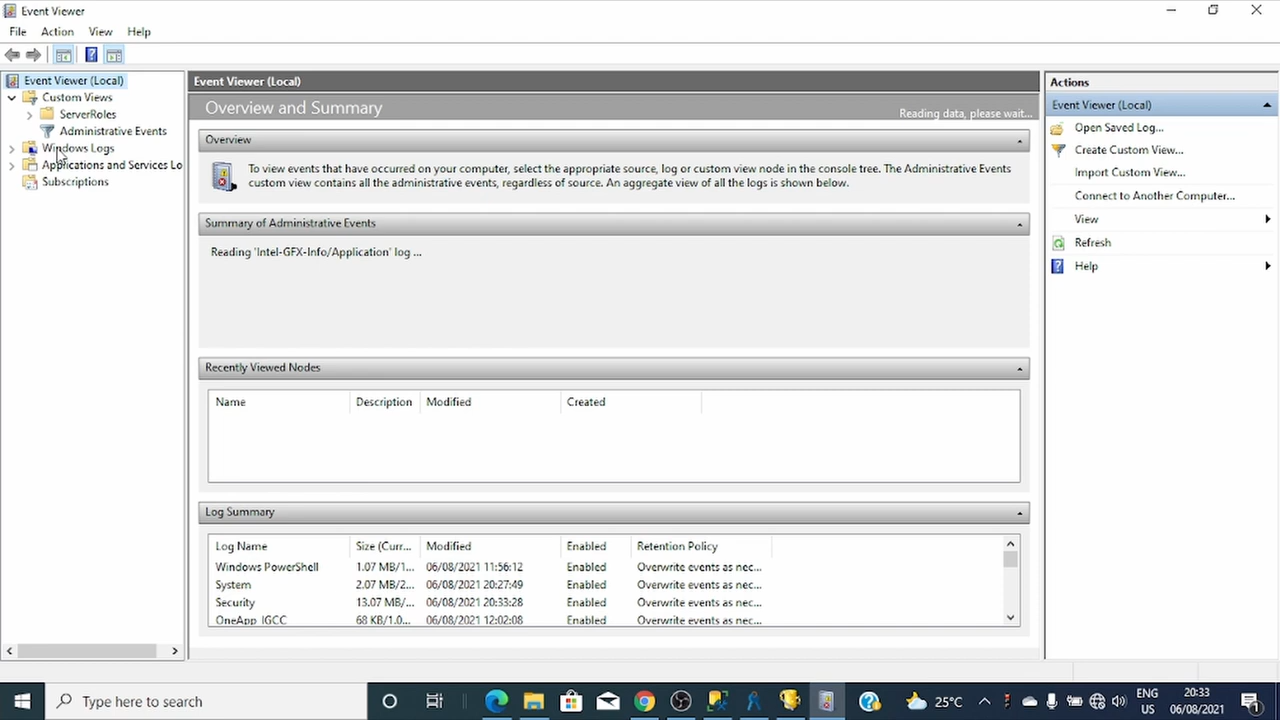 Event Viewer
File Action View Help
Event Viewer (Local)
Custom Views
ServerRoles
Administrative Events
Windows Logs
Applications and Services Lo
Subscriptions
Event Viewer (Local)
Overview and Summary
Reading data, please wait...
Overview
To view events that have occurred on your computer, select the appropriate source, log or custom view node in the console tree. The Administrative Events
custom view contains all the administrative events, regardless of source. An aggregate view of all the logs is shown below.
Summary of Administrative Events
Reading 'Intel-GFX-Info/Application' log ...
Recently Viewed Nodes
Name Description Modified Created
Log Summary
Log Name Size (Curr... Modified Enabled Retention Policy
Windows PowerShell 1.07 MB/1... 06/08/2021 11:56:12 Enabled Overwrite events as nec...
System 2.07 MB/2... 06/08/2021 20:27:49 Enabled Overwrite events as nec...
Security 13.07 MB/... 06/08/2021 20:33:28 Enabled Overwrite events as nec...
OneApp_IGCC 68 KB/1.0... 06/08/2021 12:02:08 Enabled Overwrite events as nec...
Actions
Event Viewer (Local)
Open Saved Log...
Create Custom View...
Import Custom View...
Connect to Another Computer...
View
Refresh
Help
Type here to search
25°C
ENG
US
20:33
06/08/2021
1